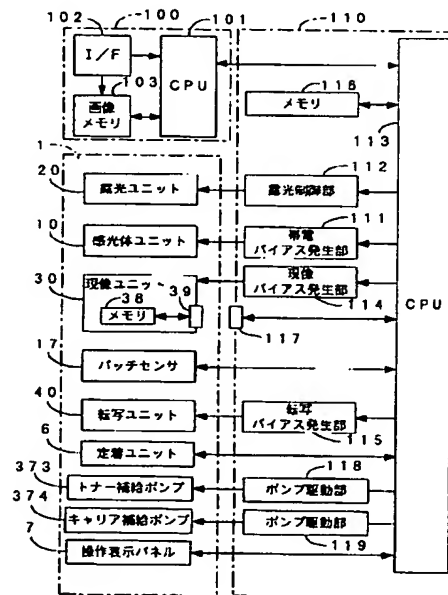 102
100
101
110
I/F
103
CPU
画像
メモリ
メモリ
116
113
1
20
露光ユニット
露光制御部
112
10
感光体ユニット
帯電
バイアス発生部
111
30
現像ユニット
38
39
メモリ
現像
バイアス発生部
114
CPU
117
17
パッチセンサ
40
転写ユニット
転写
バイアス発生部
115
6
定着ユニット
373
トナー補給ポンプ
ポンプ駆動部
118
374
キャリア補給ポンプ
ポンプ駆動部
119
7
操作表示パネル